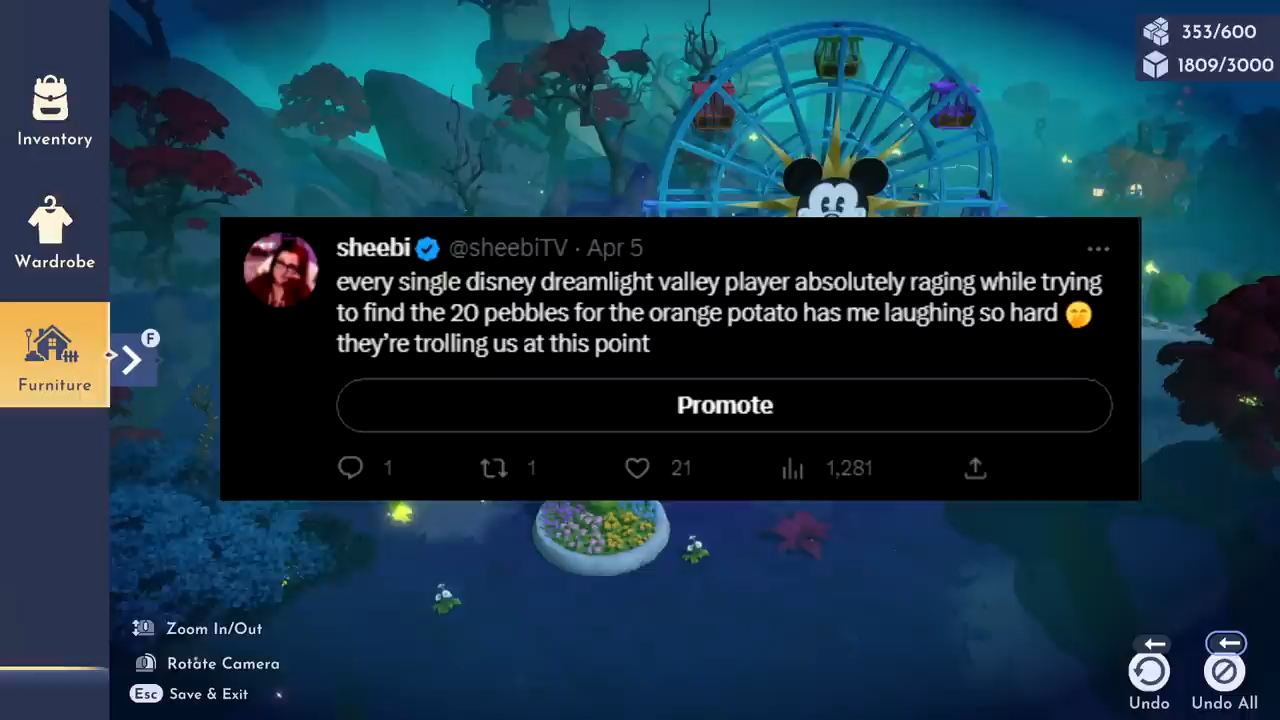 353/600
1809/3000
Inventory
Wardrobe
Furniture
F
sheebi @sheebiTV · Apr 5
every single disney dreamlight valley player absolutely raging while trying
to find the 20 pebbles for the orange potato has me laughing so hard 🤭
they're trolling us at this point
Promote
1 1 21 1,281
Zoom In/Out
Rotate Camera
Esc Save & Exit
Undo Undo All